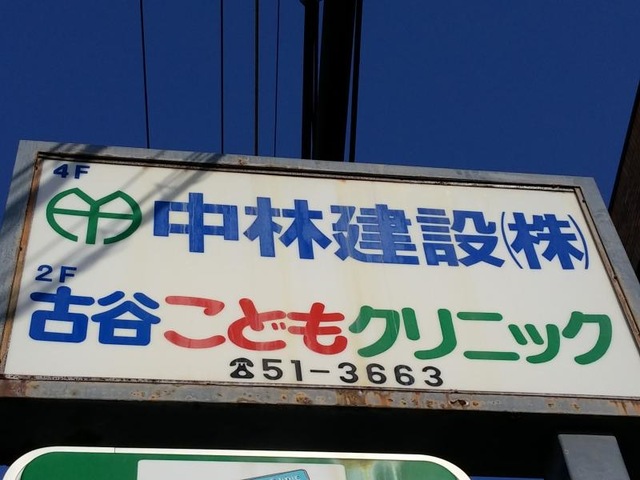 4F
中林建設(株)
2F
古谷こどもクリニック
☎51-3663